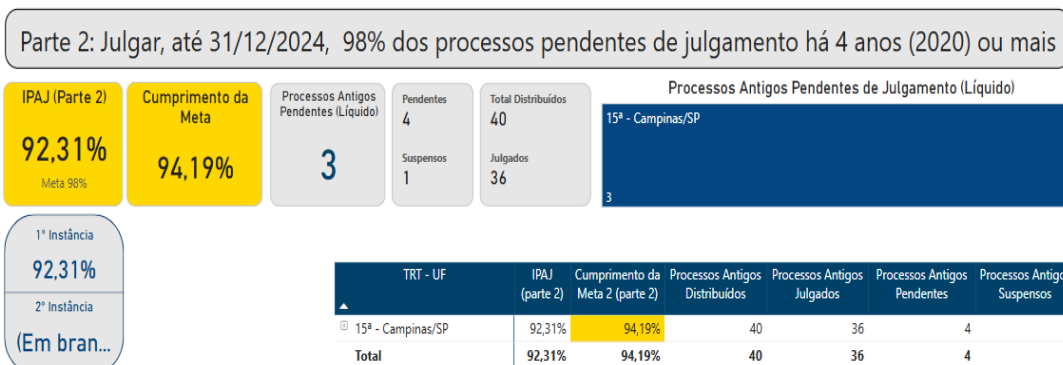 Parte 2: Julgar, até 31/12/2024, 98% dos processos pendentes de julgamento há 4 anos (2020) ou mais
IPAJ (Parte 2)
92,31%
Meta 98%
Cumprimento da
Meta
94,19%
Processos Antigos
Pendentes (Líquido)
3
Pendentes
4
Suspensos
1
Total Distribuídos
40
Julgados
36
Processos Antigos Pendentes de Julgamento (Líquido)
15ª - Campinas/SP
3
1ª Instância
92,31%
2ª Instância
(Em bran...
TRT - UF
IPAJ
(parte 2)
Cumprimento da
Meta 2 (parte 2)
Processos Antigos
Distribuídos
Processos Antigos
Julgados
Processos Antigos
Pendentes
Processos Antigo
Suspensos
15ª - Campinas/SP 92,31% 94,19% 40 36 4
Total 92,31% 94,19% 40 36 4